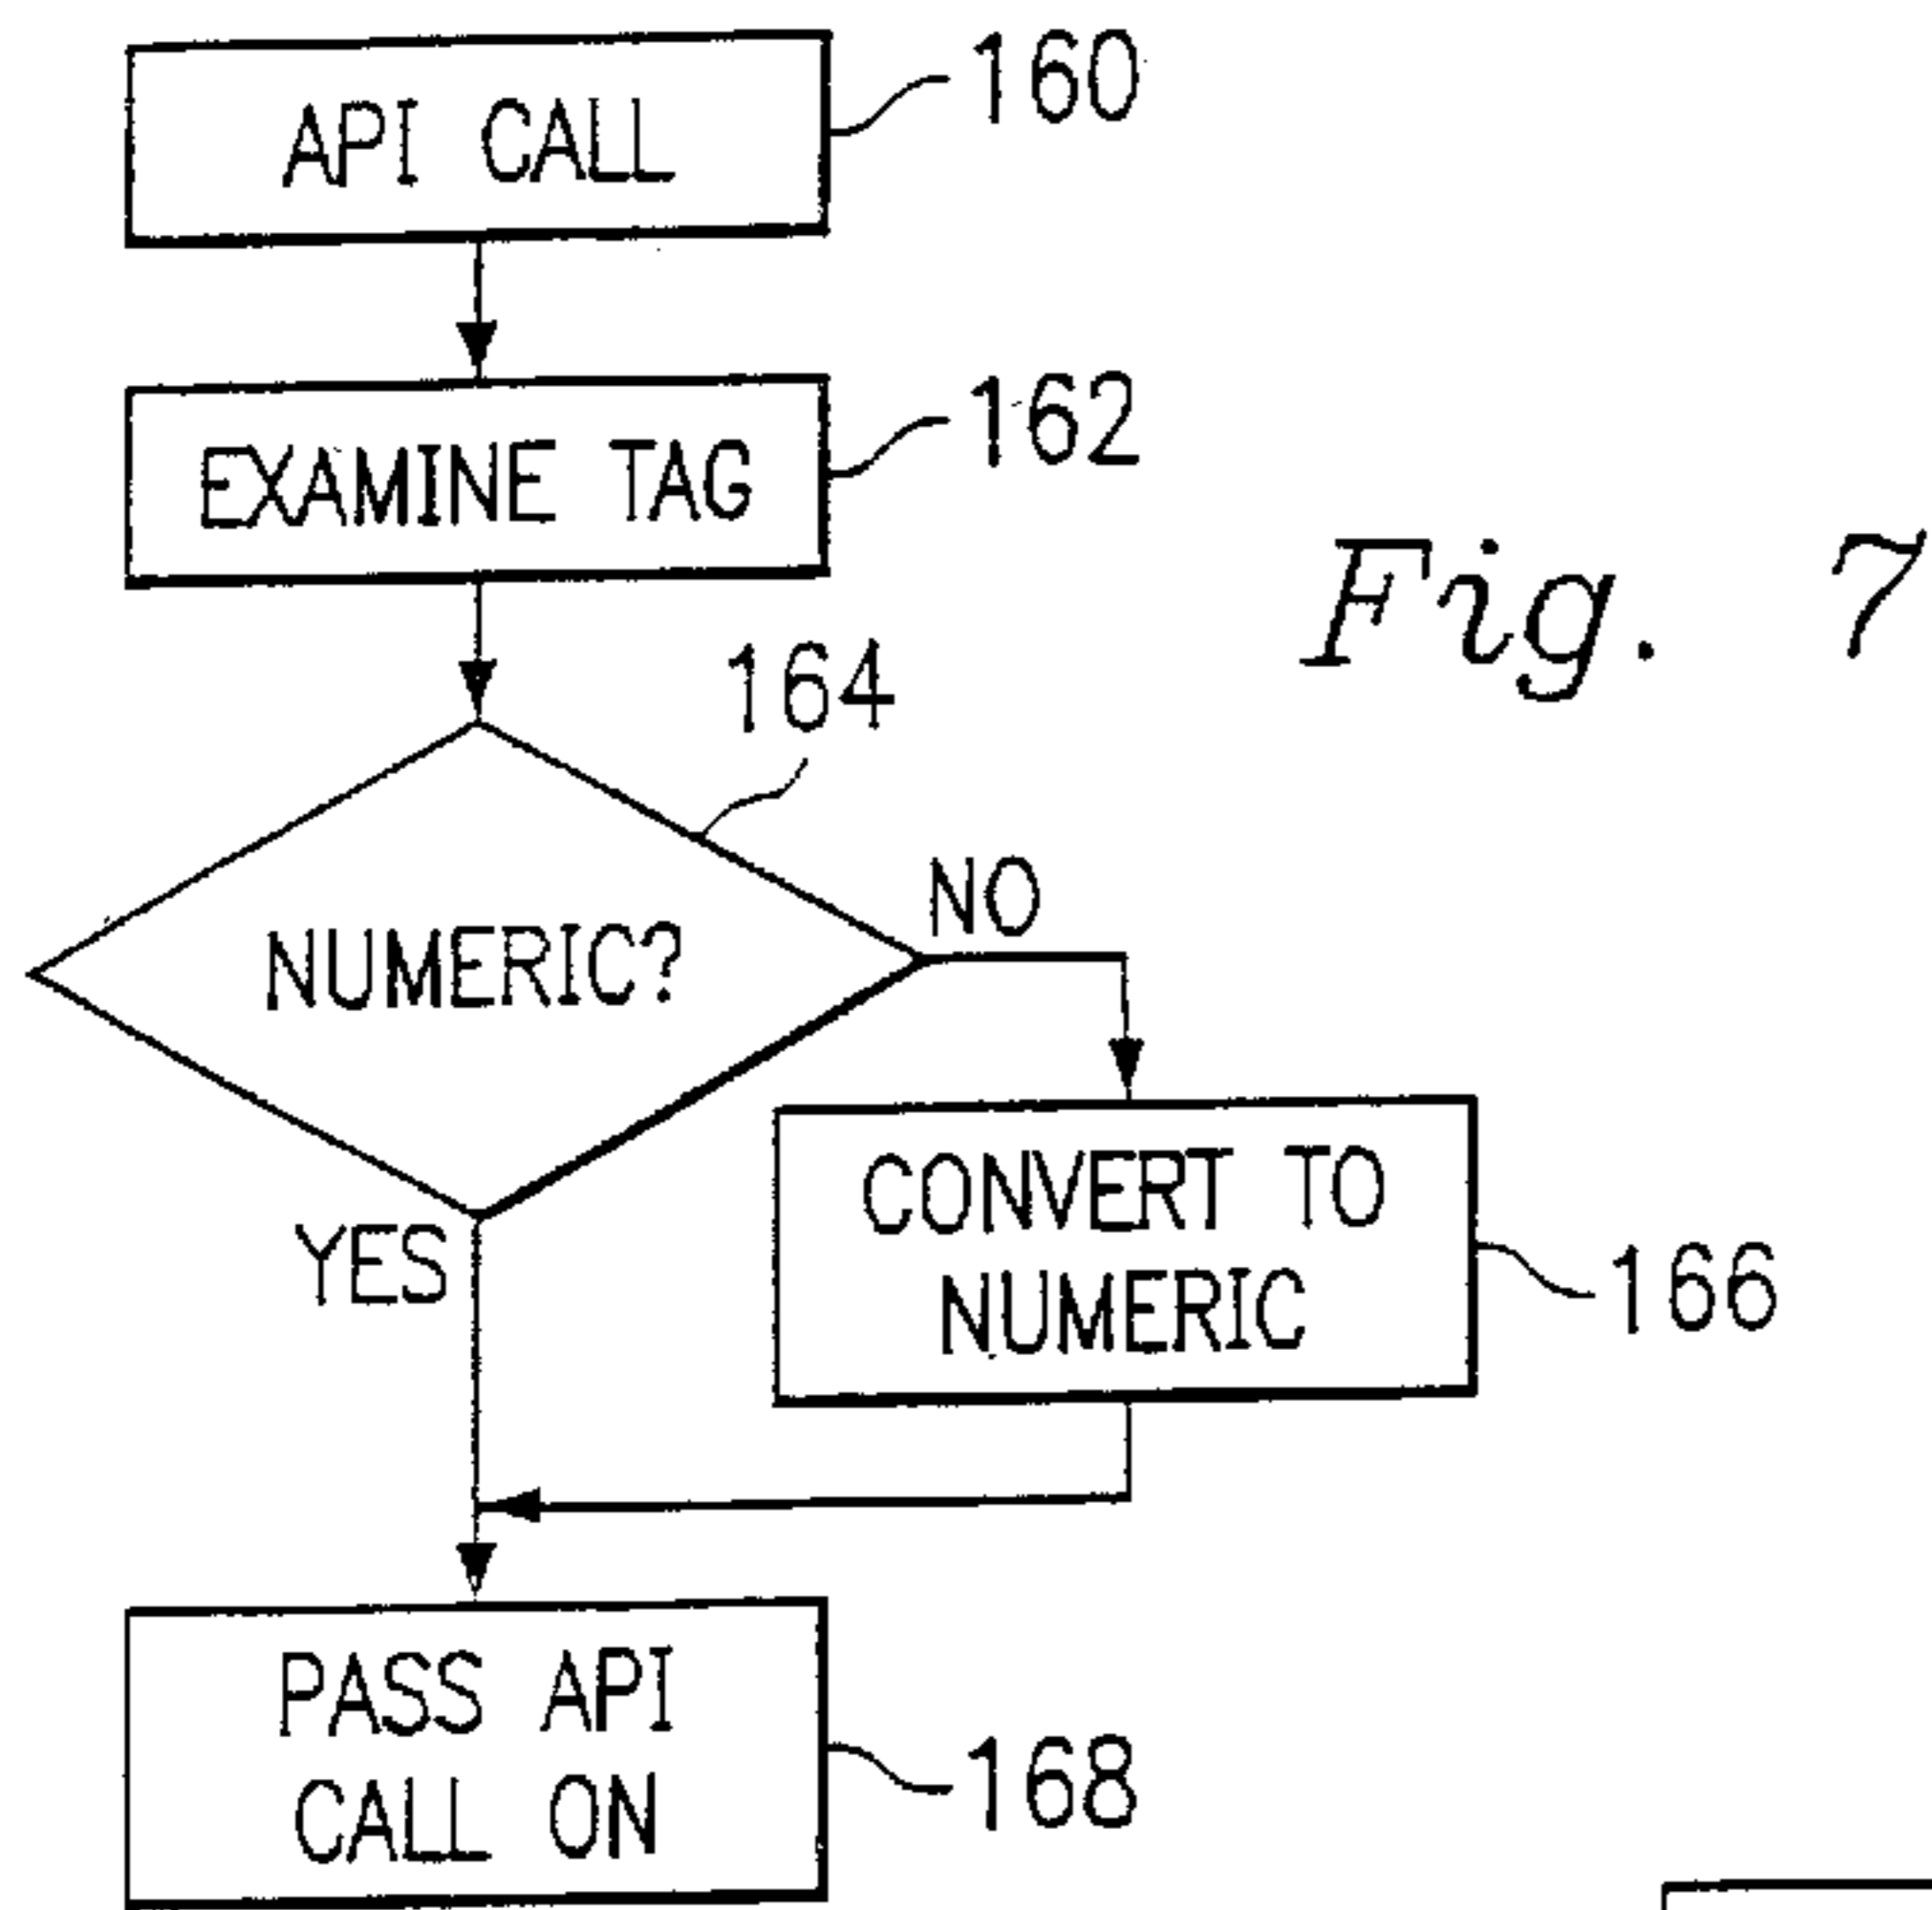 API CALL
160
EXAMINE TAG
162
Fig. 7
164
NUMERIC?
NO
YES
CONVERT TO
NUMERIC
166
PASS API
CALL ON
168